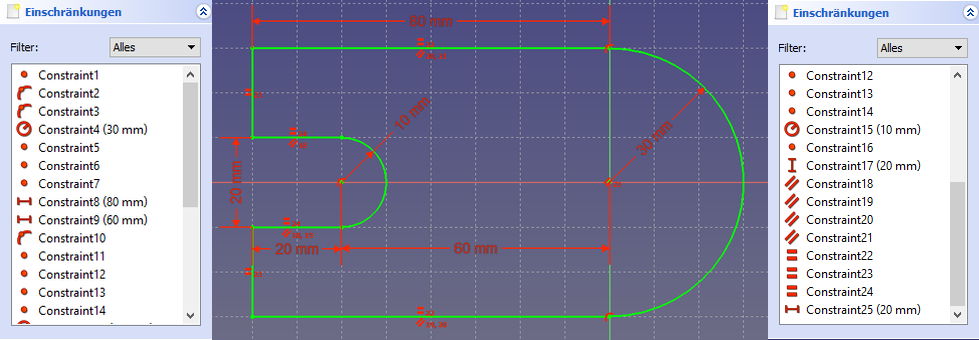 Einschränkungen
Filter:
Alles
Constraint1
Constraint2
Constraint3
Constraint4 (30 mm)
Constraint5
Constraint6
Constraint7
Constraint8 (80 mm)
Constraint9 (60 mm)
Constraint10
Constraint11
Constraint12
Constraint13
Constraint14
80 mm
10 mm
30 mm
20 mm
20 mm
60 mm
Einschränkungen
Filter:
Alles
Constraint12
Constraint13
Constraint14
Constraint15 (10 mm)
Constraint16
Constraint17 (20 mm)
Constraint18
Constraint19
Constraint20
Constraint21
Constraint22
Constraint23
Constraint24
Constraint25 (20 mm)